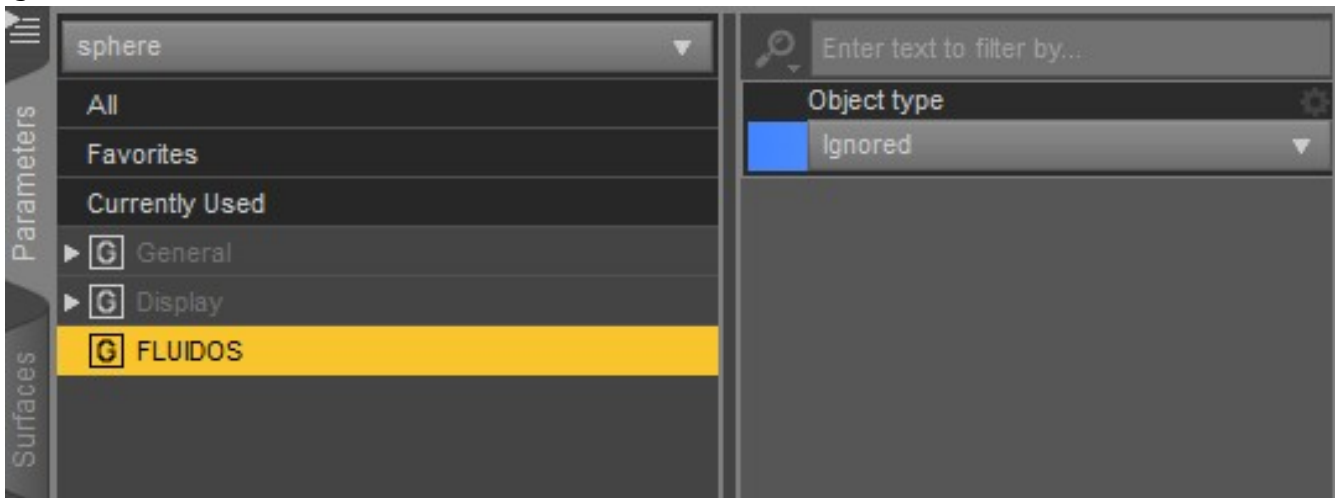 Parameters
Surfaces
sphere
All
Favorites
Currently Used
G General
G Display
G FLUIDOS
Enter text to filter by...
Object type
Ignored